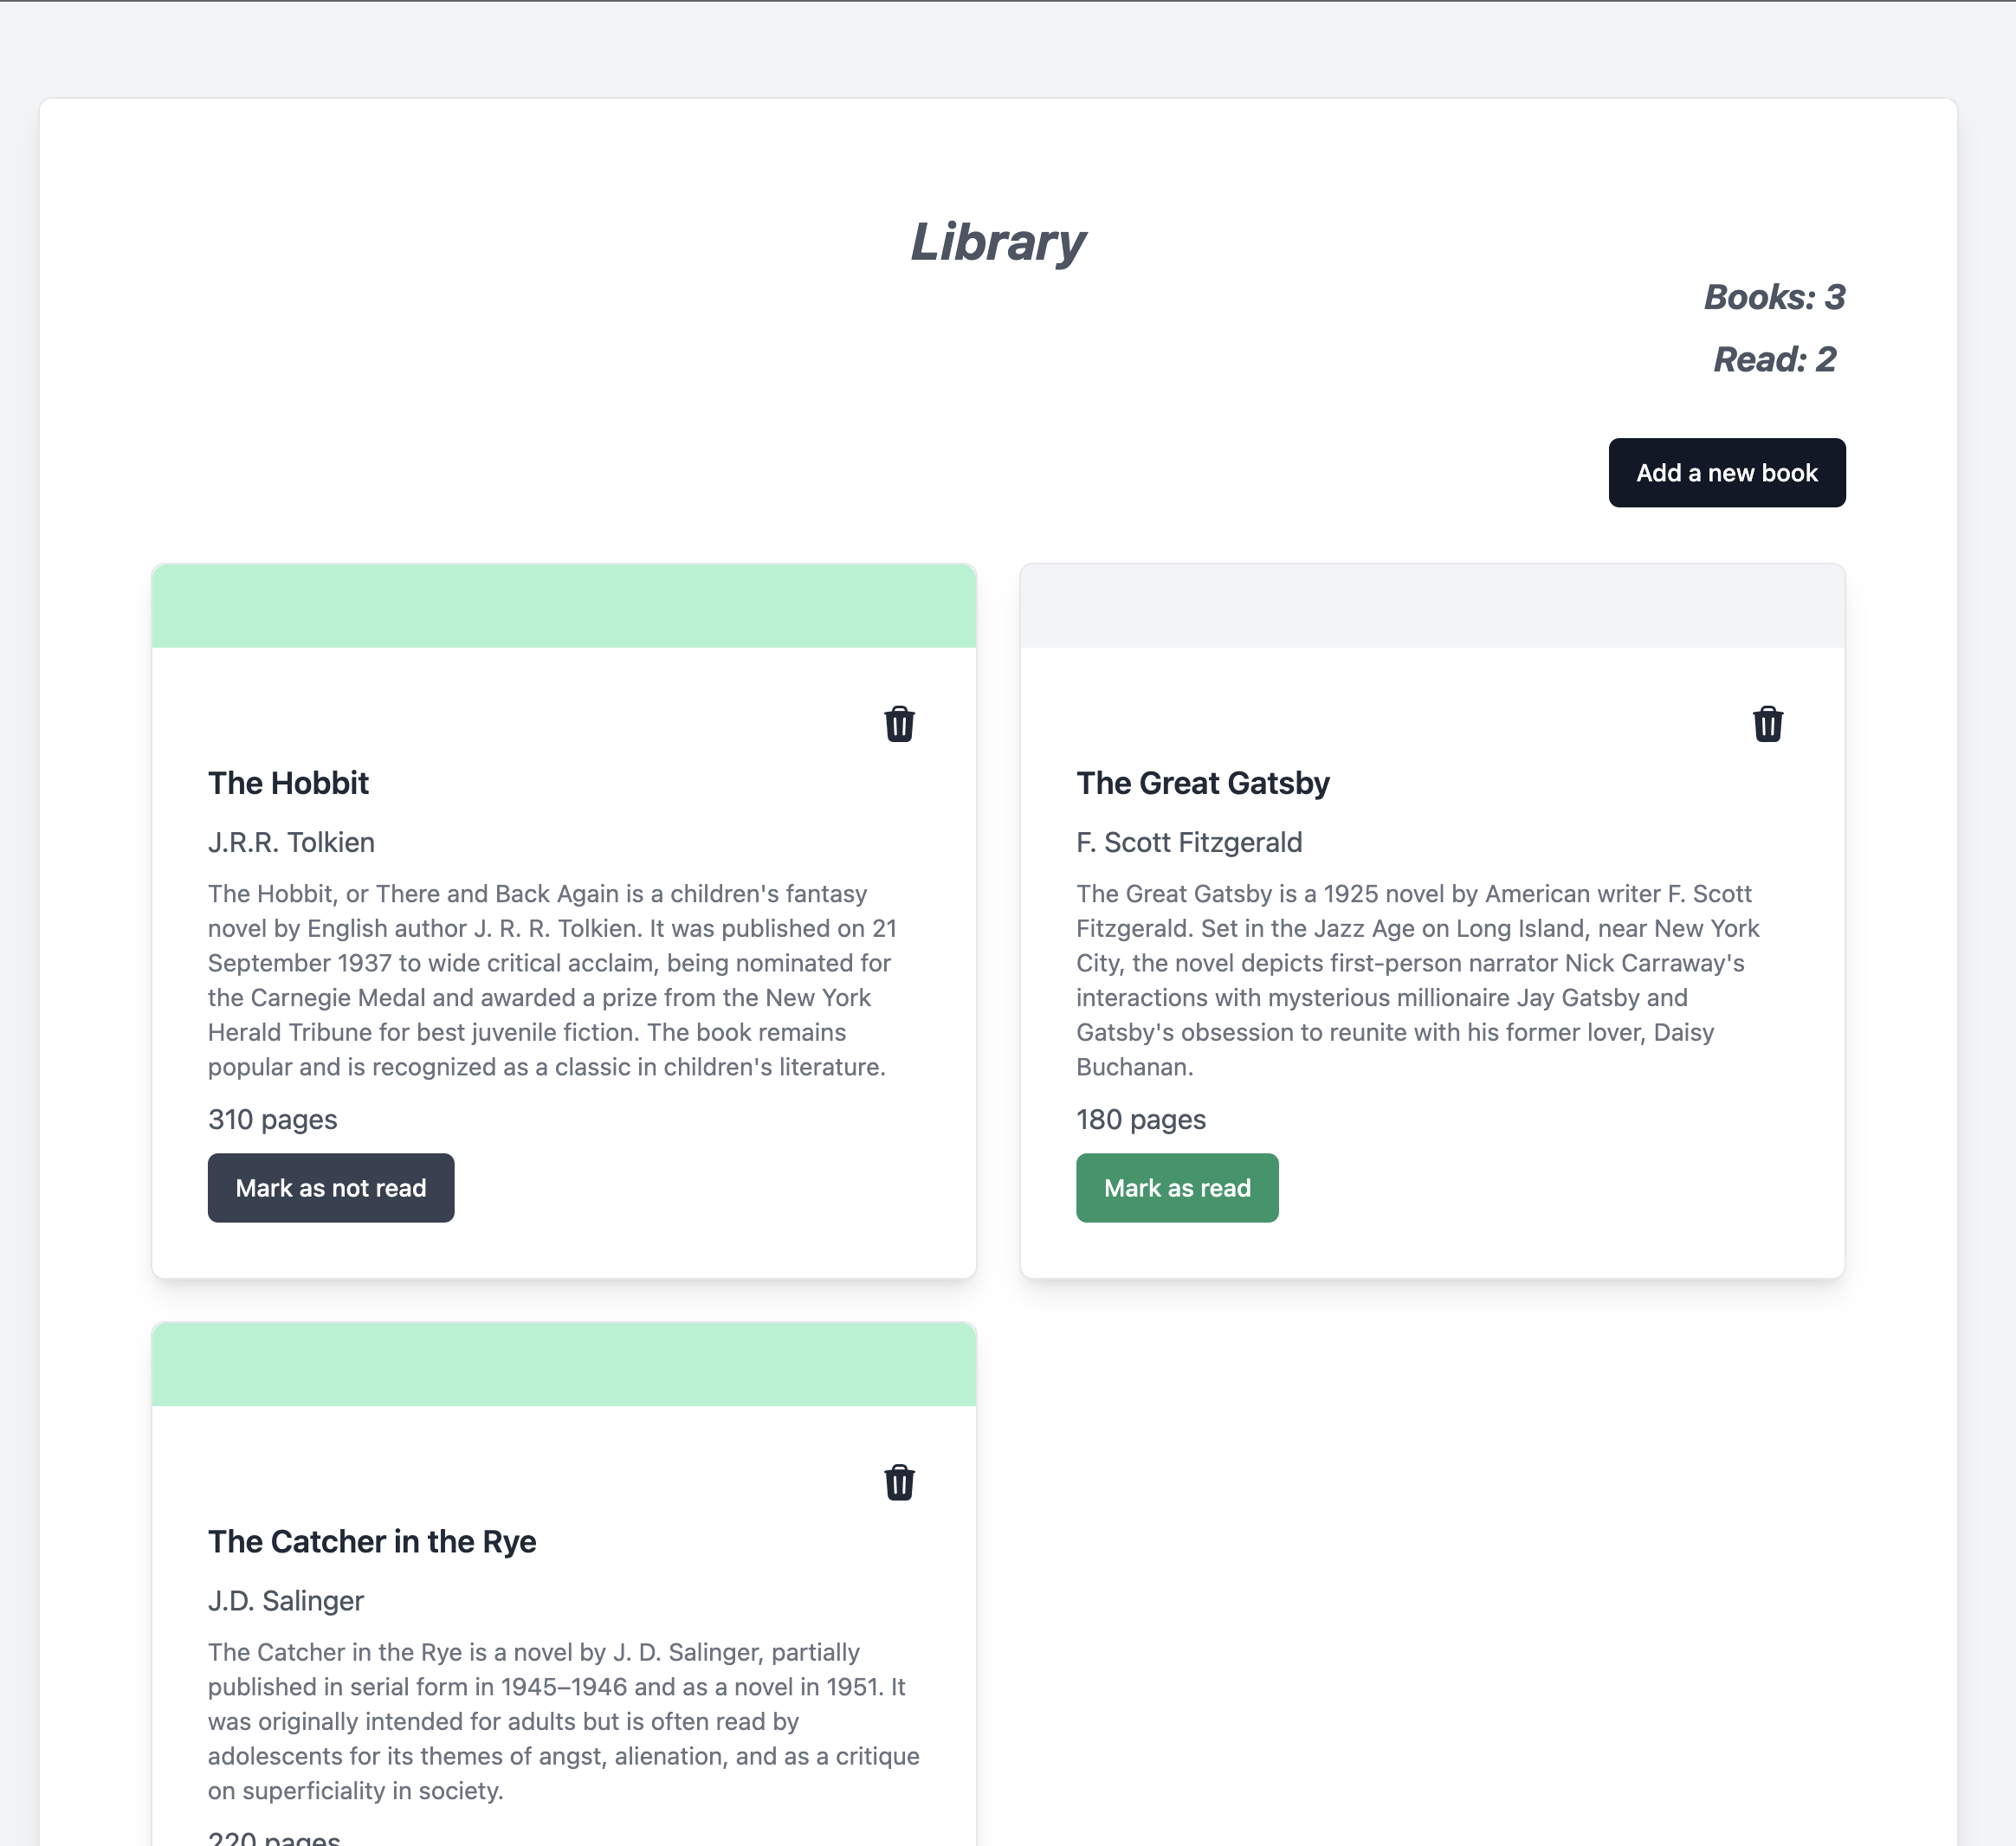 Library
Books: 3
Read: 2
Add a new book
The Hobbit
J.R.R. Tolkien
The Hobbit, or There and Back Again is a children's fantasy
novel by English author J. R. R. Tolkien. It was published on 21
September 1937 to wide critical acclaim, being nominated for
the Carnegie Medal and awarded a prize from the New York
Herald Tribune for best juvenile fiction. The book remains
popular and is recognized as a classic in children's literature.
310 pages
Mark as not read
The Great Gatsby
F. Scott Fitzgerald
The Great Gatsby is a 1925 novel by American writer F. Scott
Fitzgerald. Set in the Jazz Age on Long Island, near New York
City, the novel depicts first-person narrator Nick Carraway's
interactions with mysterious millionaire Jay Gatsby and
Gatsby's obsession to reunite with his former lover, Daisy
Buchanan.
180 pages
Mark as read
The Catcher in the Rye
J.D. Salinger
The Catcher in the Rye is a novel by J. D. Salinger, partially
published in serial form in 1945–1946 and as a novel in 1951. It
was originally intended for adults but is often read by
adolescents for its themes of angst, alienation, and as a critique
on superficiality in society.
220 pages